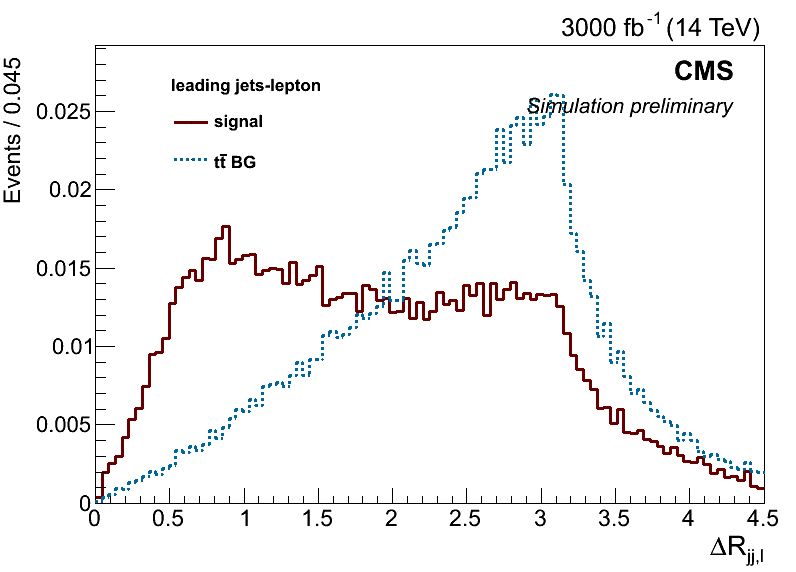 3000 fb⁻¹ (14 TeV)
Events / 0.045
CMS
Simulation preliminary
leading jets-lepton
signal
tt̄ BG
0.025
0.02
0.015
0.01
0.005
0
0 0.5 1 1.5 2 2.5 3 3.5 4 4.5
ΔR_jj,l